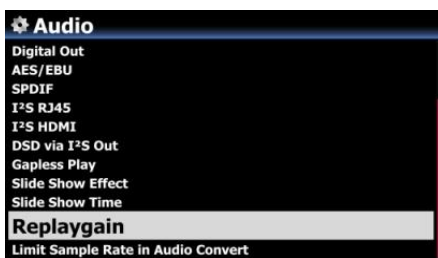 Audio
Digital Out
AES/EBU
SPDIF
I²S RJ45
I²S HDMI
DSD via I²S Out
Gapless Play
Slide Show Effect
Slide Show Time
Replaygain
Limit Sample Rate in Audio Convert